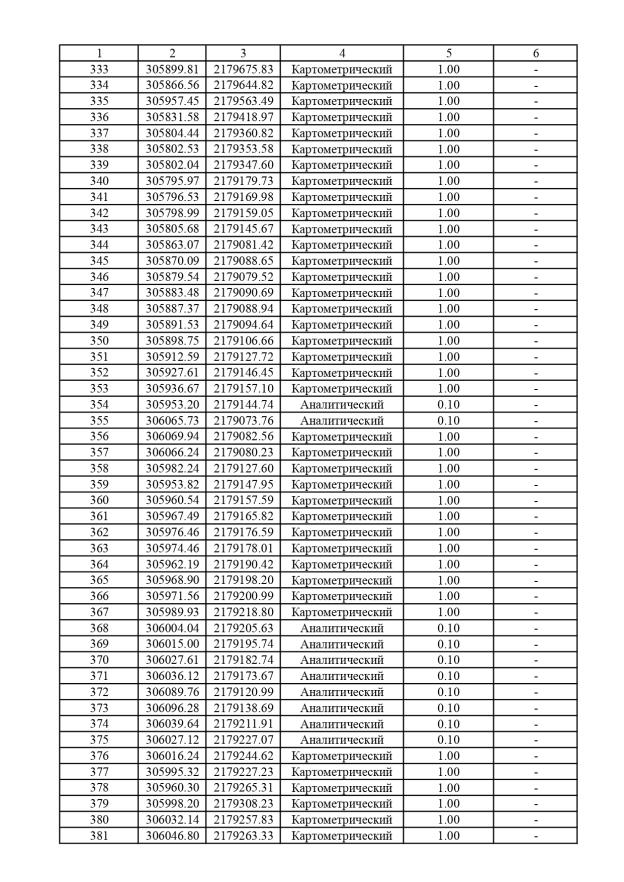 1 2 3 4 5 6
333 305899.81 2179675.83 Картометрический 1.00 -
334 305866.56 2179644.82 Картометрический 1.00 -
335 305957.45 2179563.49 Картометрический 1.00 -
336 305831.58 2179418.97 Картометрический 1.00 -
337 305804.44 2179360.82 Картометрический 1.00 -
338 305802.53 2179353.58 Картометрический 1.00 -
339 305802.04 2179347.60 Картометрический 1.00 -
340 305795.97 2179179.73 Картометрический 1.00 -
341 305796.53 2179169.98 Картометрический 1.00 -
342 305798.99 2179159.05 Картометрический 1.00 -
343 305805.68 2179145.67 Картометрический 1.00 -
344 305863.07 2179081.42 Картометрический 1.00 -
345 305870.09 2179088.65 Картометрический 1.00 -
346 305879.54 2179079.52 Картометрический 1.00 -
347 305883.48 2179090.69 Картометрический 1.00 -
348 305887.37 2179088.94 Картометрический 1.00 -
349 305891.53 2179094.64 Картометрический 1.00 -
350 305898.75 2179106.66 Картометрический 1.00 -
351 305912.59 2179127.72 Картометрический 1.00 -
352 305927.61 2179146.45 Картометрический 1.00 -
353 305936.67 2179157.10 Картометрический 1.00 -
354 305953.20 2179144.74 Аналитический 0.10 -
355 306065.73 2179073.76 Аналитический 0.10 -
356 306069.94 2179082.56 Картометрический 1.00 -
357 306066.24 2179080.23 Картометрический 1.00 -
358 305982.24 2179127.60 Картометрический 1.00 -
359 305953.82 2179147.95 Картометрический 1.00 -
360 305960.54 2179157.59 Картометрический 1.00 -
361 305967.49 2179165.82 Картометрический 1.00 -
362 305976.46 2179176.59 Картометрический 1.00 -
363 305974.46 2179178.01 Картометрический 1.00 -
364 305962.19 2179190.42 Картометрический 1.00 -
365 305968.90 2179198.20 Картометрический 1.00 -
366 305971.56 2179200.99 Картометрический 1.00 -
367 305989.93 2179218.80 Картометрический 1.00 -
368 306004.04 2179205.63 Аналитический 0.10 -
369 306015.00 2179195.74 Аналитический 0.10 -
370 306027.61 2179182.74 Аналитический 0.10 -
371 306036.12 2179173.67 Аналитический 0.10 -
372 306089.76 2179120.99 Аналитический 0.10 -
373 306096.28 2179138.69 Аналитический 0.10 -
374 306039.64 2179211.91 Аналитический 0.10 -
375 306027.12 2179227.07 Аналитический 0.10 -
376 306016.24 2179244.62 Картометрический 1.00 -
377 305995.32 2179227.23 Картометрический 1.00 -
378 305960.30 2179265.31 Картометрический 1.00 -
379 305998.20 2179308.23 Картометрический 1.00 -
380 306032.14 2179257.83 Картометрический 1.00 -
381 306046.80 2179263.33 Картометрический 1.00 -